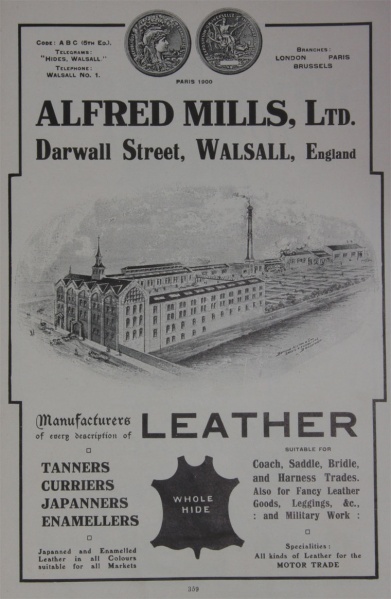 CODE: A B C (5TH ED.)
TELEGRAMS:
"HIDES, WALSALL."
TELEPHONE:
WALSALL NO. 1.
BRANCHES:
LONDON PARIS
BRUSSELS
PARIS 1900
ALFRED MILLS, LTD.
Darwall Street, WALSALL, England
Manufacturers
of every description of
LEATHER
TANNERS
CURRIERS
JAPANNERS
ENAMELLERS
Japanned and Enamelled
Leather in all Colours
suitable for all Markets
WHOLE
HIDE
SUITABLE FOR
Coach, Saddle, Bridle,
and Harness Trades.
Also for Fancy Leather
Goods, Leggings, &c.,
: and Military Work :
Specialities:
All kinds of Leather for the
MOTOR TRADE
359